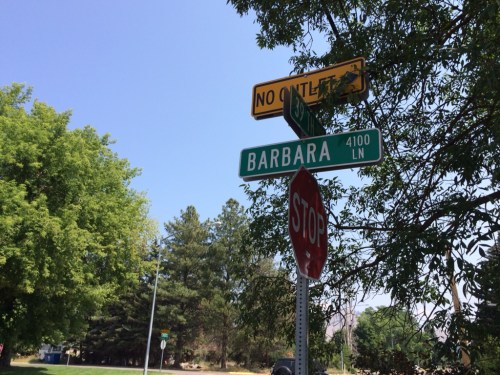 NO OUTLET
BARBARA 4100 LN
STOP